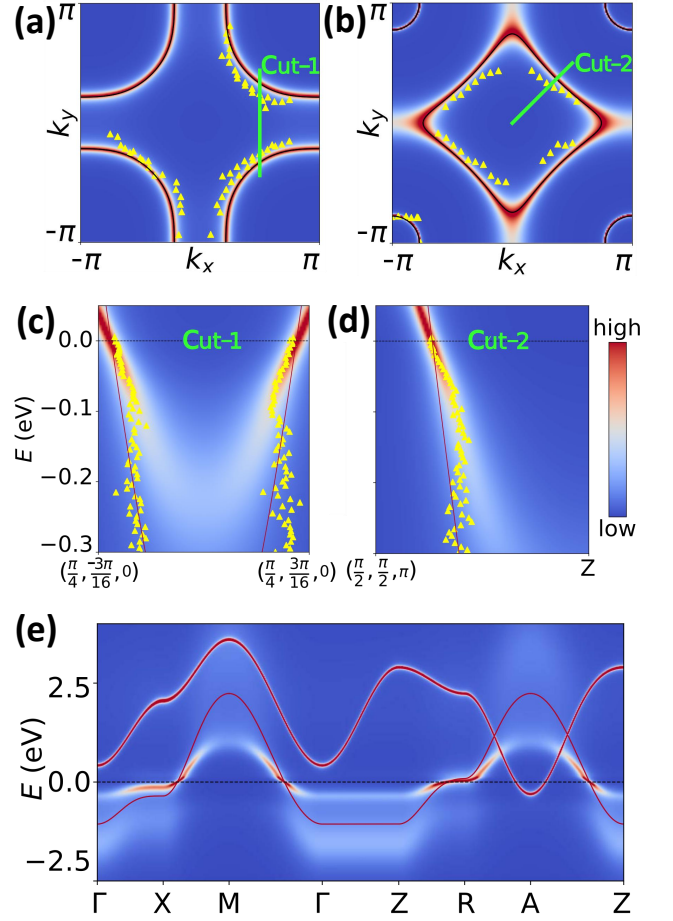 (a)
π
k_y
-π
-π
k_x
π
Cut-1
(b)
π
k_y
-π
-π
k_x
π
Cut-2
(c)
0.0
−0.1
−0.2
−0.3
E (eV)
Cut-1
(π/4, −3π/16, 0)
(π/4, 3π/16, 0)
(d)
Cut-2
(π/2, π/2, π)
Z
high
low
(e)
2.5
0.0
−2.5
E (eV)
Γ X M Γ Z R A Z